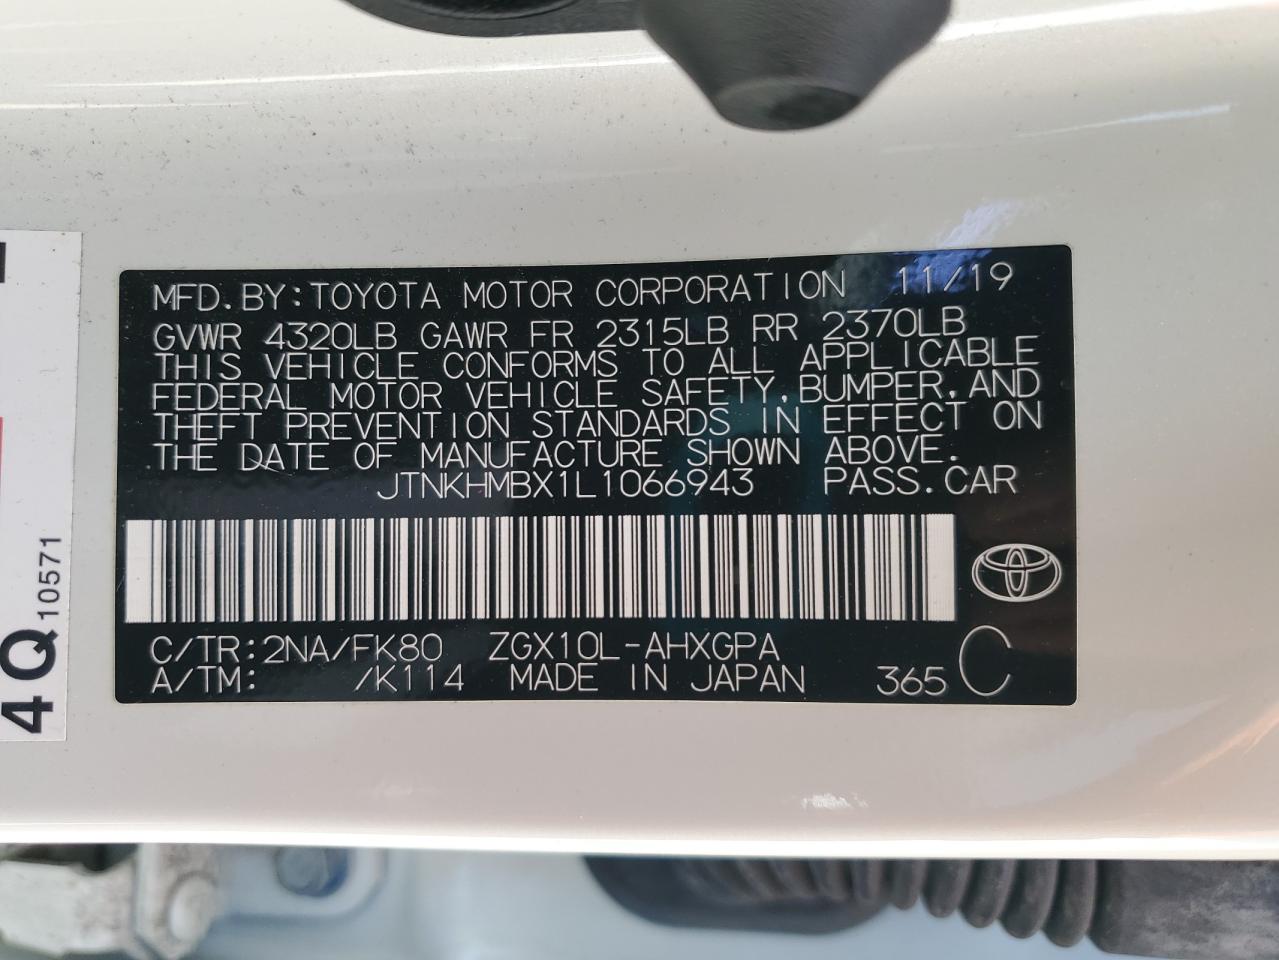 MFD.BY:TOYOTA MOTOR CORPORATION 11/19
GVWR 4320LB GAWR FR 2315LB RR 2370LB
THIS VEHICLE CONFORMS TO ALL APPLICABLE
FEDERAL MOTOR VEHICLE SAFETY,BUMPER,AND
THEFT PREVENTION STANDARDS IN EFFECT ON
THE DATE OF MANUFACTURE SHOWN ABOVE.
JTNKHMBX1L1066943 PASS.CAR
C/TR:2NA/FK80 ZGX10L-AHXGPA C
A/TM: /K114 MADE IN JAPAN 365
4Q 10571